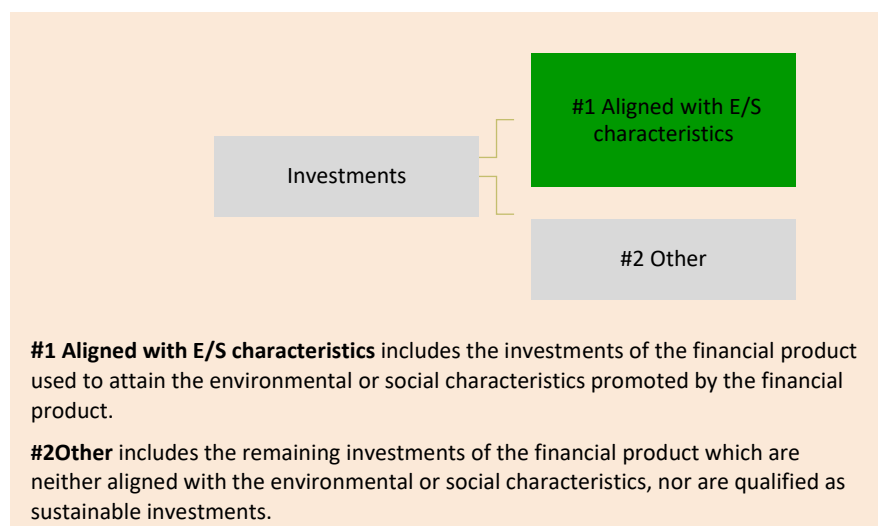 #1 Aligned with E/S
characteristics
Investments
#2 Other
#1 Aligned with E/S characteristics includes the investments of the financial product
used to attain the environmental or social characteristics promoted by the financial
product.
#2Other includes the remaining investments of the financial product which are
neither aligned with the environmental or social characteristics, nor are qualified as
sustainable investments.